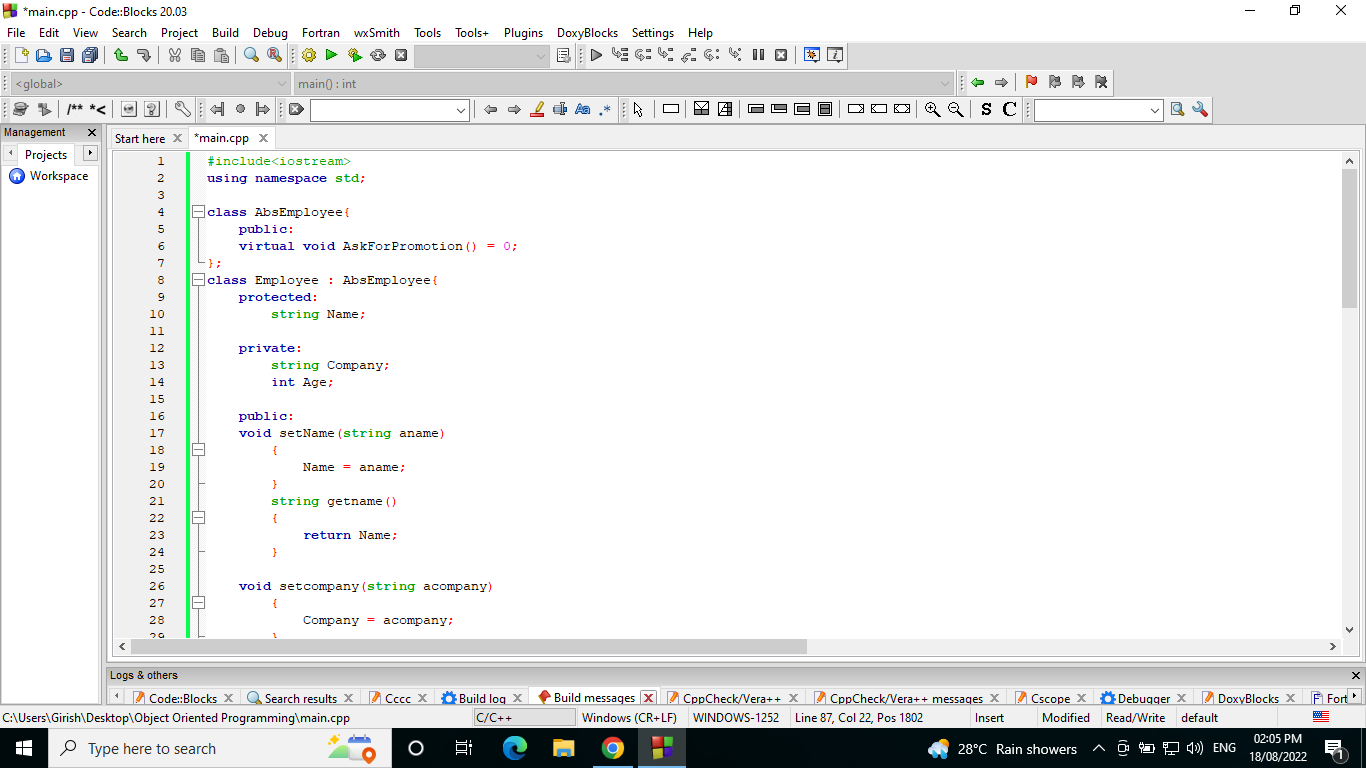 *main.cpp - Code::Blocks 20.03
File Edit View Search Project Build Debug Fortran wxSmith Tools Tools+ Plugins DoxyBlocks Settings Help
<global> main() : int
/** *< Aa .* S C
Management
Start here *main.cpp
Projects
Workspace
1 #include<iostream>
2 using namespace std;
3
4 class AbsEmployee{
5 public:
6 virtual void AskForPromotion() = 0;
7 };
8 class Employee : AbsEmployee{
9 protected:
10 string Name;
11
12 private:
13 string Company;
14 int Age;
15
16 public:
17 void setName(string aname)
18 {
19 Name = aname;
20 }
21 string getname()
22 {
23 return Name;
24 }
25
26 void setcompany(string acompany)
27 {
28 Company = acompany;
29 }
Logs & others
Code::Blocks Search results Cccc Build log Build messages CppCheck/Vera++ CppCheck/Vera++ messages Cscope Debugger DoxyBlocks Fort
C:\Users\Girish\Desktop\Object Oriented Programming\main.cpp C/C++ Windows (CR+LF) WINDOWS-1252 Line 87, Col 22, Pos 1802 Insert Modified Read/Write default
Type here to search 28°C Rain showers ENG 02:05 PM
18/08/2022 1